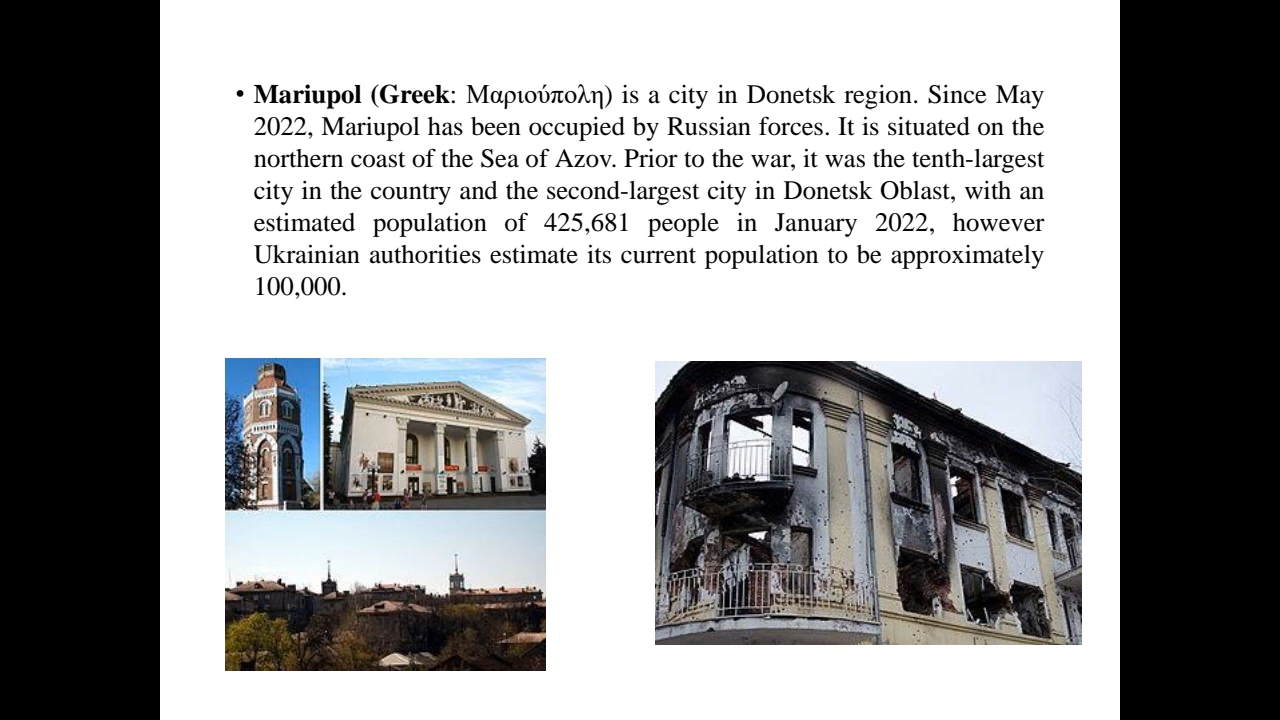 • Mariupol (Greek: Μαριούπολη) is a city in Donetsk region. Since May
2022, Mariupol has been occupied by Russian forces. It is situated on the
northern coast of the Sea of Azov. Prior to the war, it was the tenth-largest
city in the country and the second-largest city in Donetsk Oblast, with an
estimated population of 425,681 people in January 2022, however
Ukrainian authorities estimate its current population to be approximately
100,000.